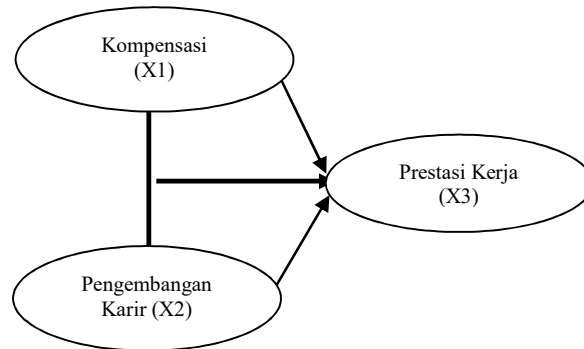 Kompensasi
(X1)
Prestasi Kerja
(X3)
Pengembangan
Karir (X2)